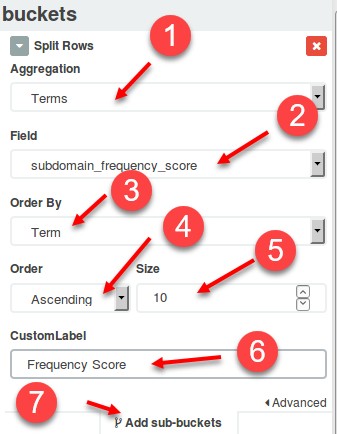 buckets
1
Split Rows
Aggregation
Terms
2
Field
subdomain_frequency_score
3
Order By
Term
4
Order Size
5
Ascending 10
CustomLabel
6
Frequency Score
7
Advanced
Add sub-buckets